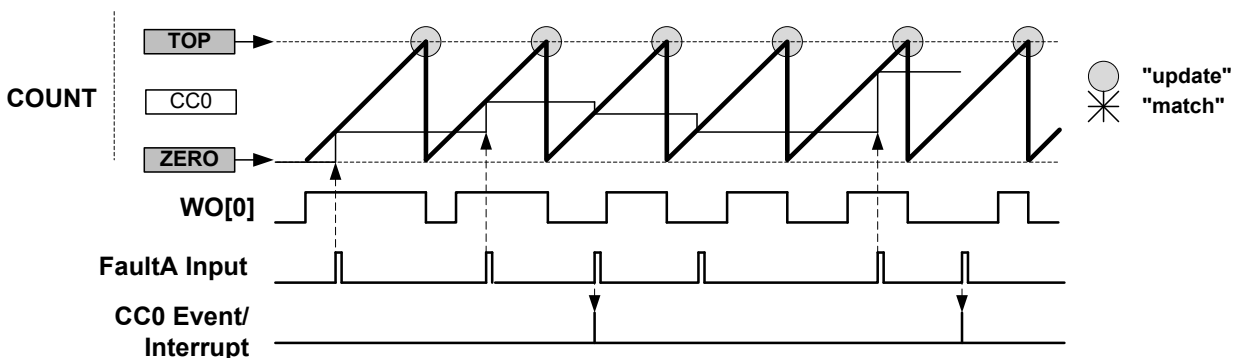 TOP
COUNT
CC0
ZERO
"update"
"match"
WO[0]
FaultA Input
CC0 Event/
Interrupt